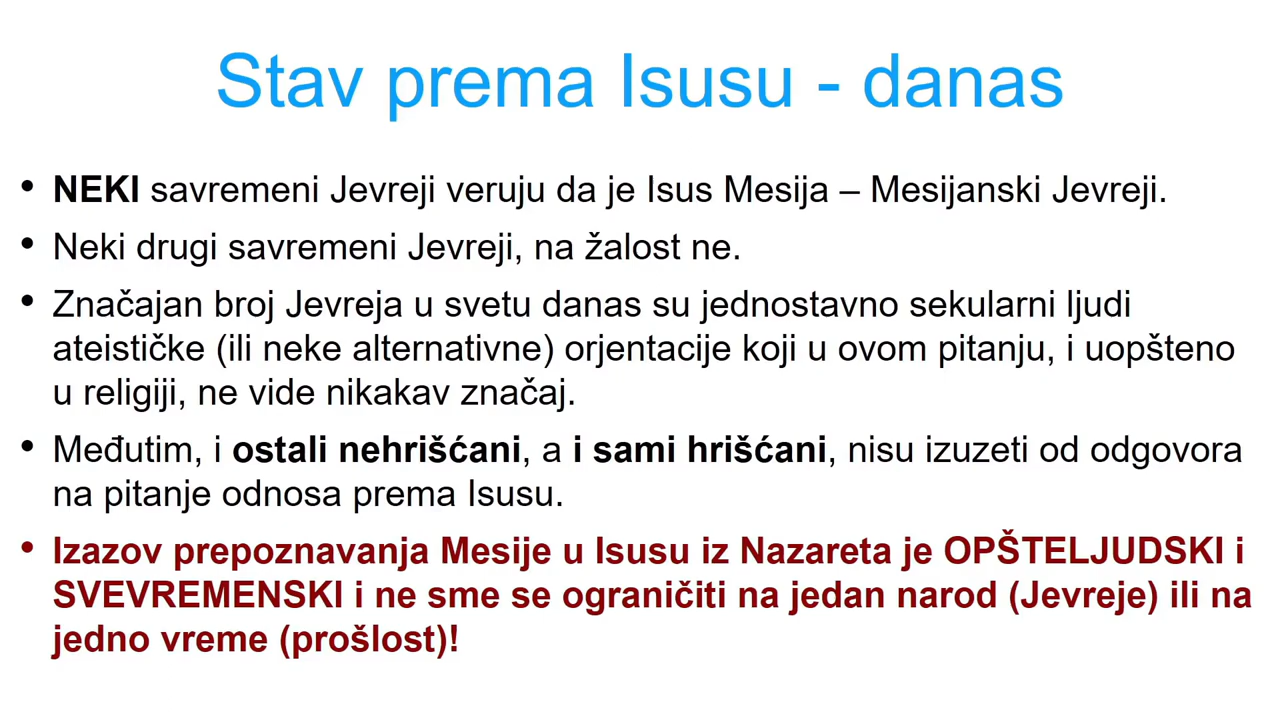 Stav prema Isusu - danas
• NEKI savremeni Jevreji veruju da je Isus Mesija – Mesijanski Jevreji.
• Neki drugi savremeni Jevreji, na žalost ne.
• Značajan broj Jevreja u svetu danas su jednostavno sekularni ljudi
ateističke (ili neke alternativne) orjentacije koji u ovom pitanju, i uopšteno
u religiji, ne vide nikakav značaj.
• Međutim, i ostali nehrišćani, a i sami hrišćani, nisu izuzeti od odgovora
na pitanje odnosa prema Isusu.
• Izazov prepoznavanja Mesije u Isusu iz Nazareta je OPŠTELJUDSKI i
SVEVREMENSKI i ne sme se ograničiti na jedan narod (Jevreje) ili na
jedno vreme (prošlost)!